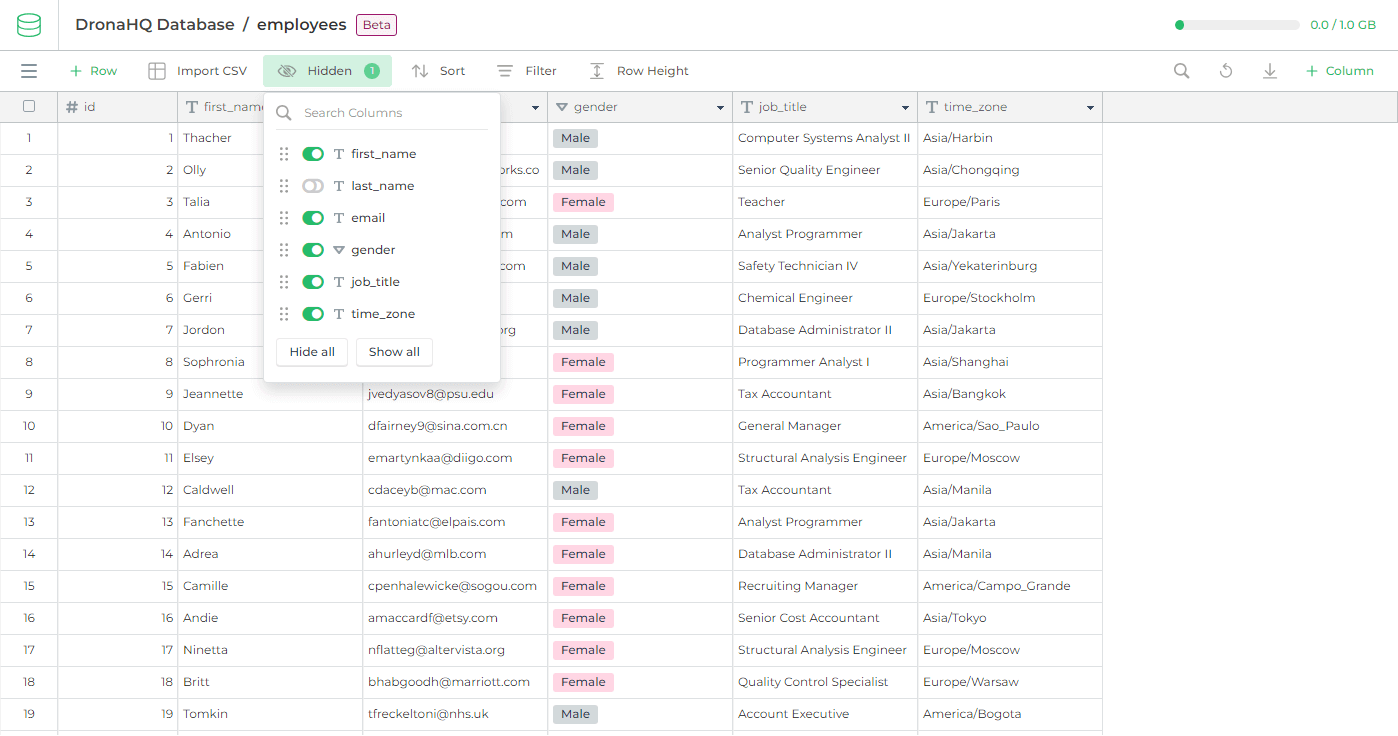 DronaHQ Database / employees Beta 0.0 / 1.0 GB
+ Row Import CSV Hidden 1 Sort Filter Row Height + Column
# id T first_name gender T job_title T time_zone
Search Columns
T first_name
T last_name
T email
gender
T job_title
T time_zone
Hide all Show all
1 1 Thacher Male Computer Systems Analyst II Asia/Harbin
2 2 Olly Male Senior Quality Engineer Asia/Chongqing
3 3 Talia Female Teacher Europe/Paris
4 4 Antonio Male Analyst Programmer Asia/Jakarta
5 5 Fabien Male Safety Technician IV Asia/Yekaterinburg
6 6 Gerri Male Chemical Engineer Europe/Stockholm
7 7 Jordon Male Database Administrator II Asia/Jakarta
8 8 Sophronia Female Programmer Analyst I Asia/Shanghai
9 9 Jeannette jvedyasov8@psu.edu Female Tax Accountant Asia/Bangkok
10 10 Dyan dfairney9@sina.com.cn Female General Manager America/Sao_Paulo
11 11 Elsey emartynkaa@diigo.com Female Structural Analysis Engineer Europe/Moscow
12 12 Caldwell cdaceyb@mac.com Male Tax Accountant Asia/Manila
13 13 Fanchette fantoniatc@elpais.com Female Analyst Programmer Asia/Jakarta
14 14 Adrea ahurleyd@mlb.com Female Database Administrator II Asia/Manila
15 15 Camille cpenhalewicke@sogou.com Female Recruiting Manager America/Campo_Grande
16 16 Andie amaccardf@etsy.com Female Senior Cost Accountant Asia/Tokyo
17 17 Ninetta nflatteg@altervista.org Female Structural Analysis Engineer Europe/Moscow
18 18 Britt bhabgoodh@marriott.com Female Quality Control Specialist Europe/Warsaw
19 19 Tomkin tfreckeltoni@nhs.uk Male Account Executive America/Bogota